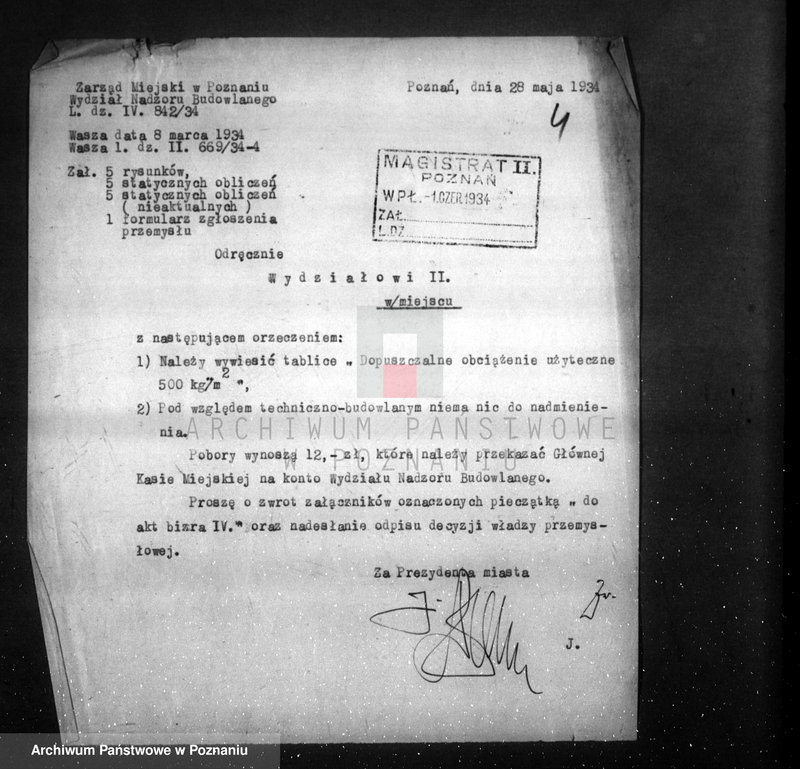 Zarząd Miejski w Poznaniu
Wydział Nadzoru Budowlanego
L. dz. IV. 842/34
Poznań, dnia 28 maja 1934
4
Wasza data 8 marca 1934
Wasza l. dz. II. 669/34-4
Zał. 5 rysunków,
5 statycznych obliczeń
5 statycznych obliczeń
( nieaktualnych )
1 formularz zgłoszenia
przemysłu
MAGISTRAT II.
POZNAŃ
WPŁ. -1.CZER.1934
ZAŁ.
L.DZ.
Odręcznie
Wydziałowi II.
w/miejscu
z następującem orzeczeniem:
1) Należy wywiesić tablice „ Dopuszczalne obciążenie użyteczne
500 kg/m² ",
2) Pod względem techniczno-budowlanym niema nic do nadmienie-
nia.
Pobory wynoszą 12,- zł, które należy przekazać Głównej
Kasie Miejskiej na konto Wydziału Nadzoru Budowlanego.
Proszę o zwrot załączników oznaczonych pieczątką „ do
akt bizra IV." oraz nadesłanie odpisu decyzji władzy przemys-
łowej.
Za Prezydenta miasta
J.
ARCHIWUM PAŃSTWOWE
W POZNANIU
Archiwum Państwowe w Poznaniu